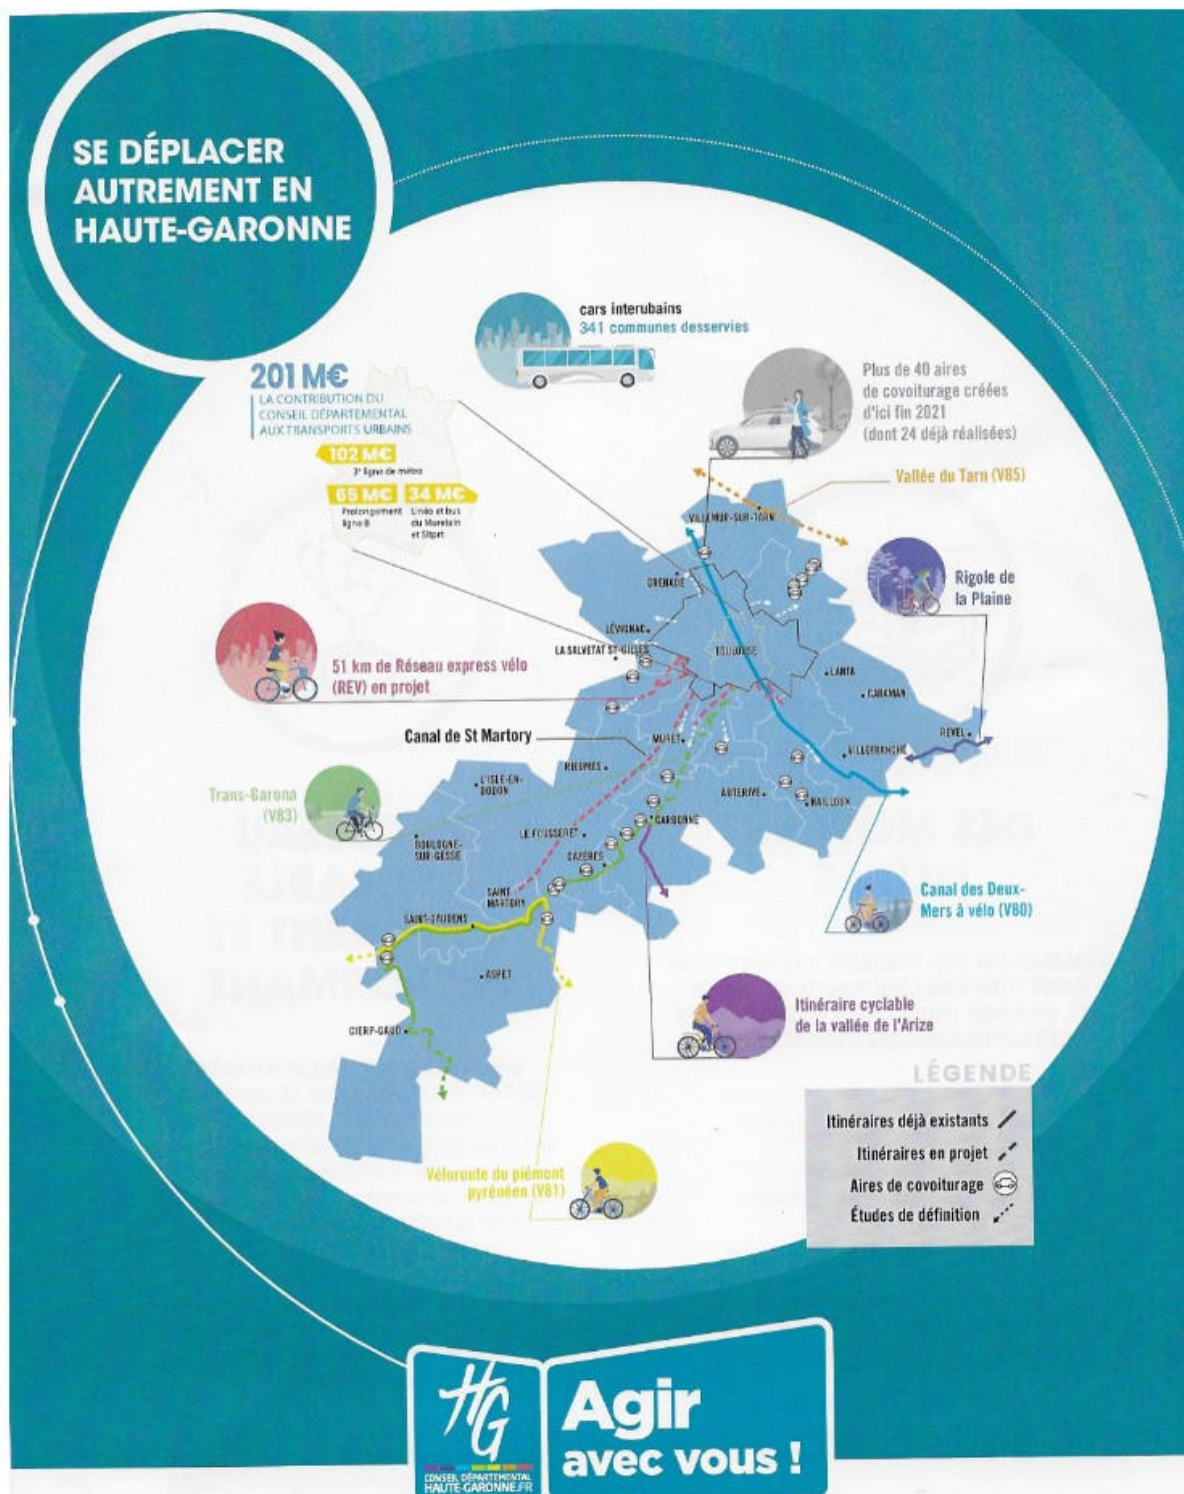 SE DÉPLACER
AUTREMENT EN
HAUTE-GARONNE
cars interubains
341 communes desservies
201 M€
LA CONTRIBUTION DU
CONSEIL DÉPARTEMENTAL
AUX TRANSPORTS URBAINS
102 M€
3e ligne de métro
65 M€
Prolongement
ligne B
34 M€
Linéo et bus
du Muretain
et Sitprt
Plus de 40 aires
de covoiturage créées
d'ici fin 2021
(dont 24 déjà réalisées)
Vallée du Tarn (V85)
VILLEMUR-SUR-TARN
GRENADE
Rigole de
la Plaine
LÉVIGNAC
LA SALVETAT ST-GILLES
TOULOUSE
51 km de Réseau express vélo
(REV) en projet
LANTA
CARAMAN
REVEL
Canal de St Martory
MURET
VILLEFRANCHE
RIEUMES
Trans-Garona
(V83)
L'ISLE-EN-
DODON
AUTERIVE
NAILLOUX
CARBONNE
LE FOUSSERET
BOULOGNE-
SUR-GESSE
CAZÈRES
SAINT
MARTORY
Canal des Deux-
Mers à vélo (V80)
SAINT-GAUDENS
ASPET
Itinéraire cyclable
de la vallée de l'Arize
CIERP-GAUD
LÉGENDE
Itinéraires déjà existants
Itinéraires en projet
Aires de covoiturage
Études de définition
Véloroute du piémont
pyrénéen (V81)
HG
CONSEIL DÉPARTEMENTAL
HAUTE-GARONNE.FR
Agir
avec vous !